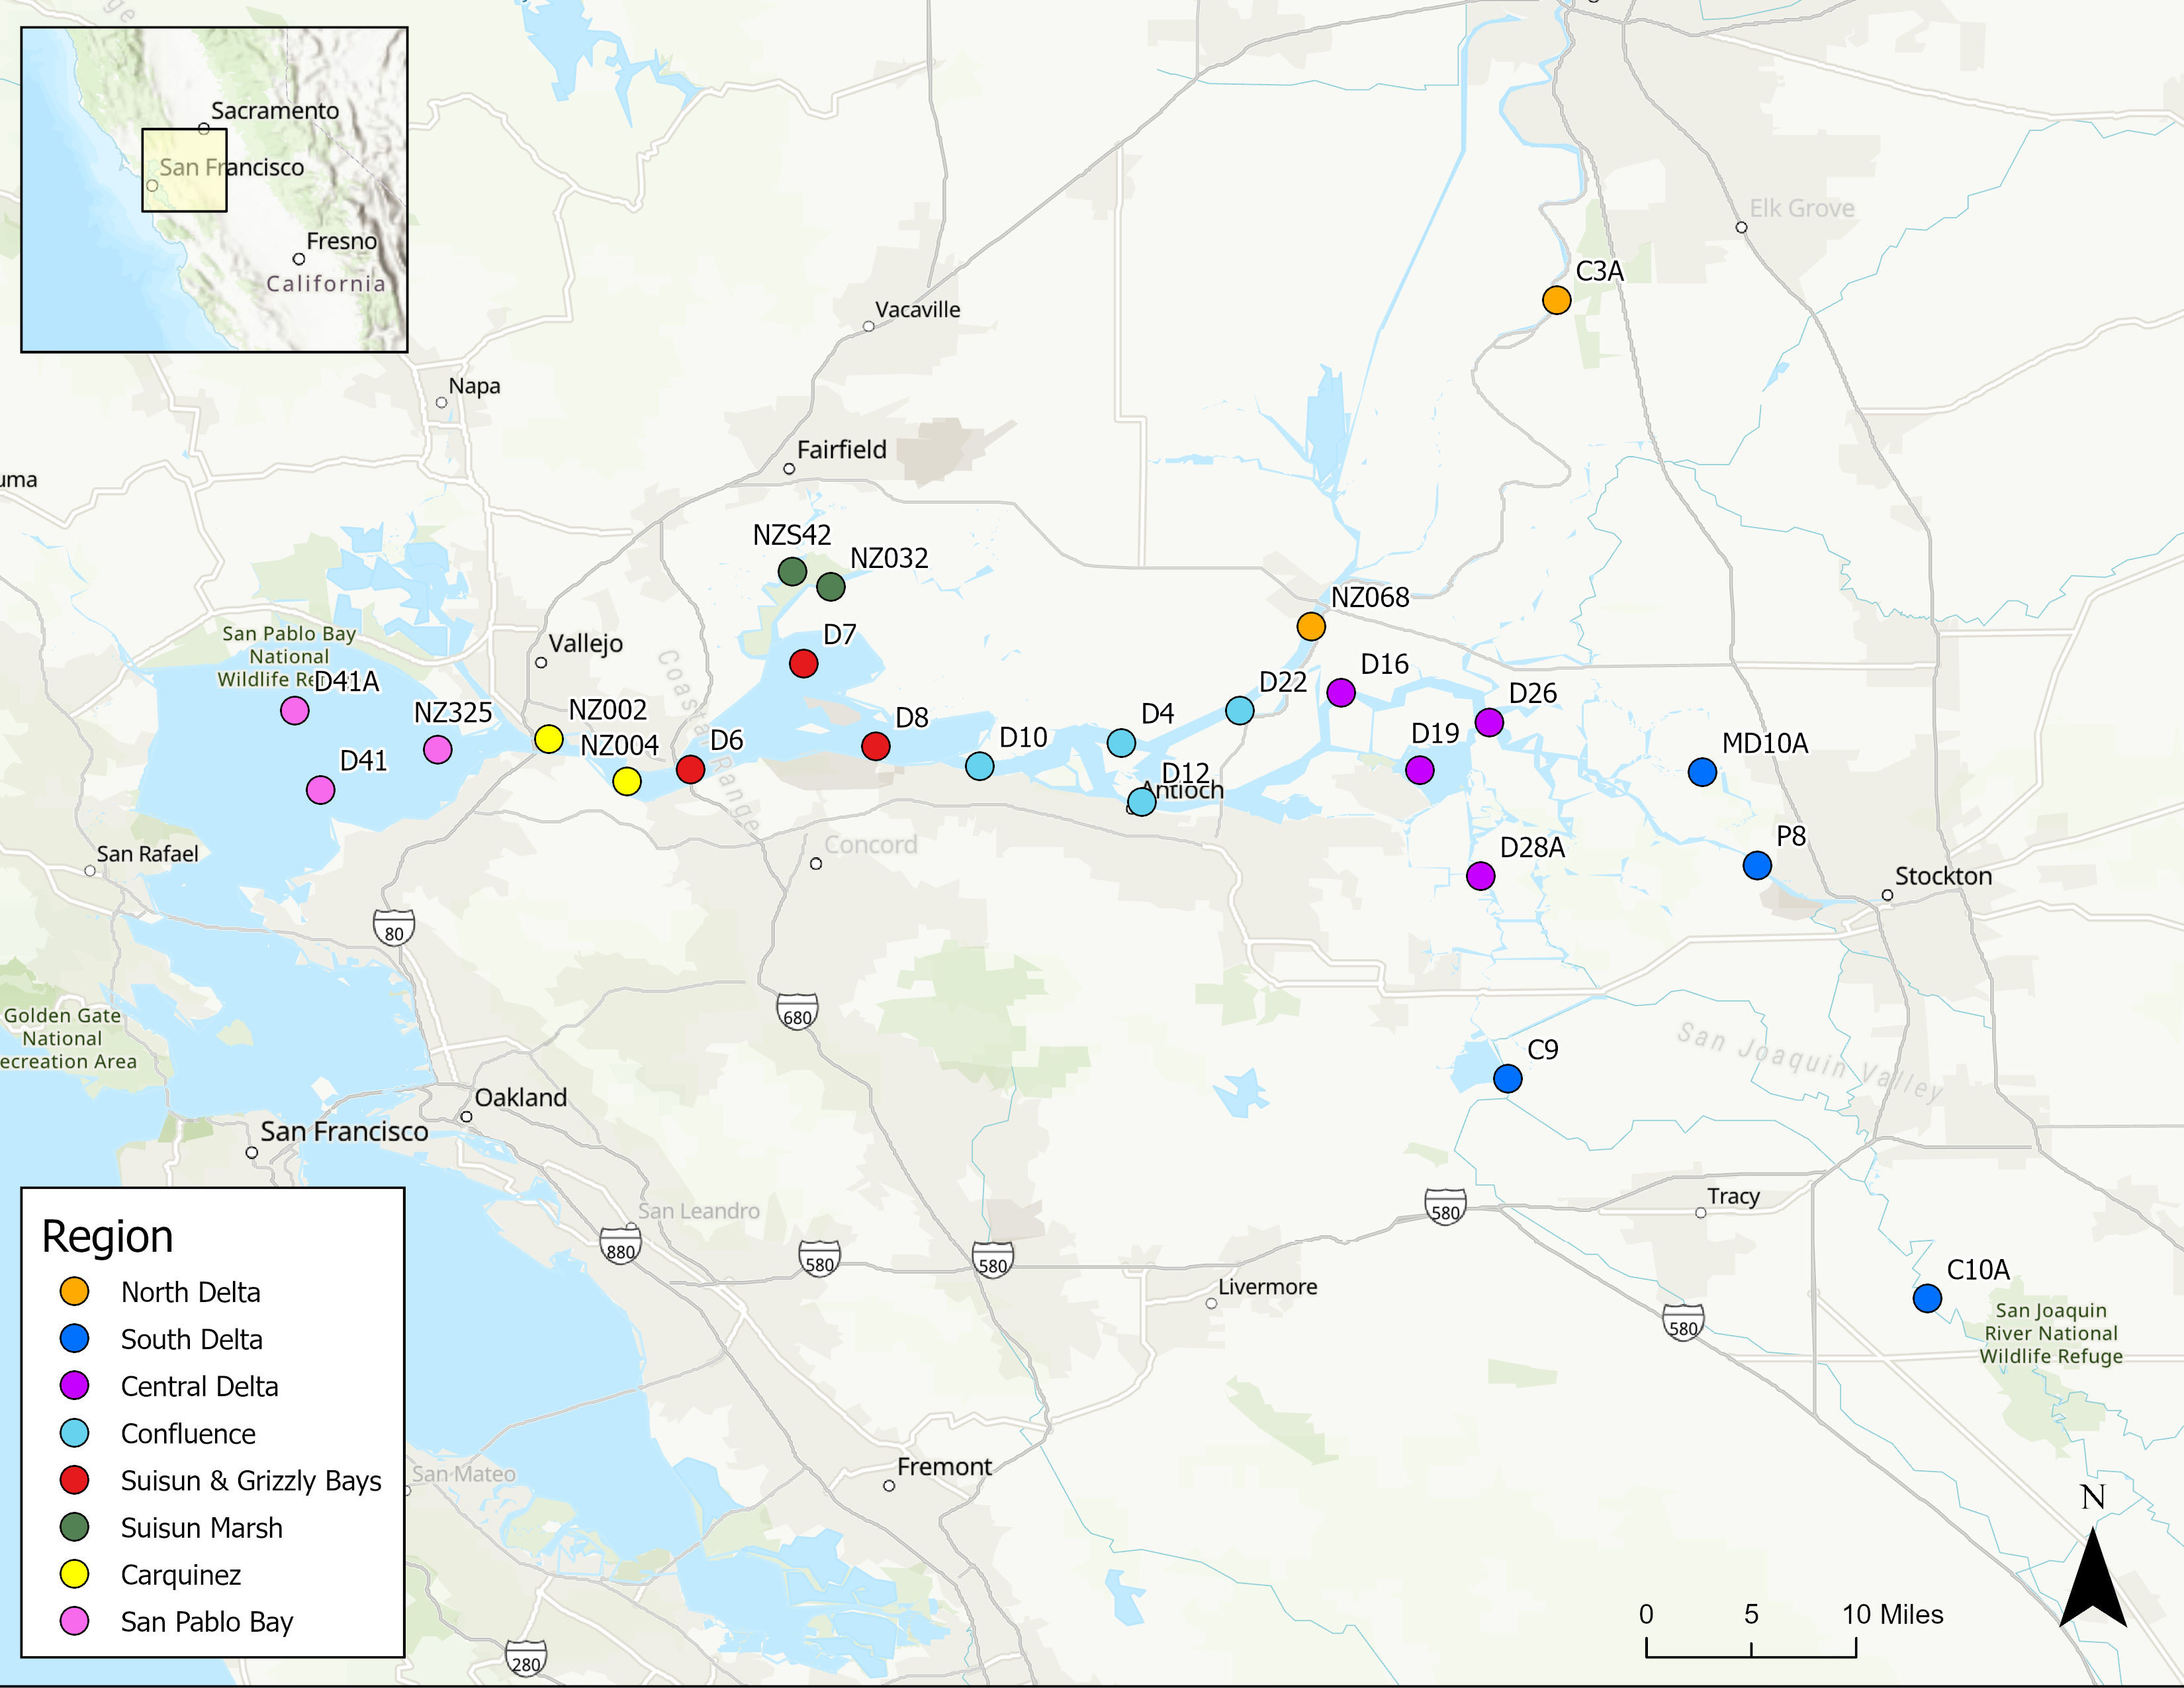 Sacramento
San Francisco
Fresno
California
Elk Grove
C3A
Vacaville
Napa
Fairfield
uma
NZS42
NZ032
NZ068
San Pablo Bay
National
Wildlife Re
D41A
Vallejo
D7
D16
D22
D26
NZ325
NZ002
NZ004
D6
D8
D10
D4
D19
MD10A
D41
D12
Antioch
Coast Range
San Rafael
Concord
D28A
P8
Stockton
80
Golden Gate
National
ecreation Area
680
San Joaquin Valley
C9
Oakland
San Francisco
San Leandro
880
580
580
580
Tracy
Livermore
C10A
580
San Joaquin
River National
Wildlife Refuge
Fremont
San Mateo
280
Region
North Delta
South Delta
Central Delta
Confluence
Suisun & Grizzly Bays
Suisun Marsh
Carquinez
San Pablo Bay
N
0 5 10 Miles